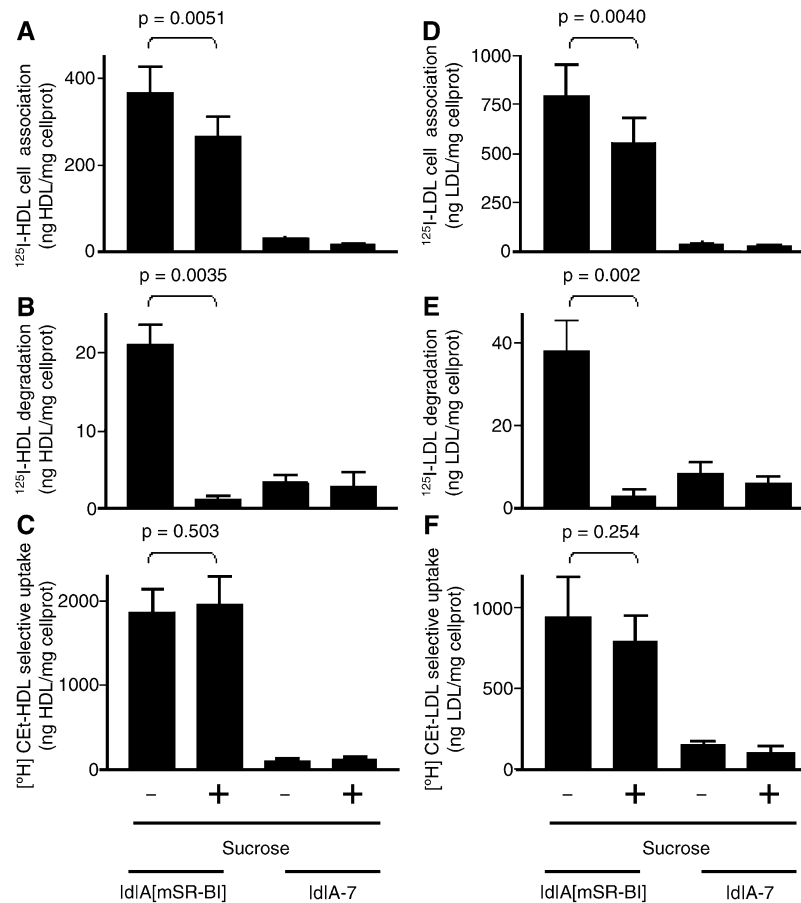 A
p = 0.0051
¹²⁵I-HDL cell association
(ng HDL/mg cellprot)
400
200
0
B
p = 0.0035
¹²⁵I-HDL degradation
(ng HDL/mg cellprot)
20
10
0
C
p = 0.503
[³H] CEt-HDL selective uptake
(ng HDL/mg cellprot)
2000
1000
0
– + – +
Sucrose
ldlA[mSR-BI] ldlA-7
D
p = 0.0040
¹²⁵I-LDL cell association
(ng LDL/mg cellprot)
1000
750
500
250
0
E
p = 0.002
¹²⁵I-LDL degradation
(ng LDL/mg cellprot)
40
20
0
F
p = 0.254
[³H] CEt-LDL selective uptake
(ng LDL/mg cellprot)
1000
500
0
– + – +
Sucrose
ldlA[mSR-BI] ldlA-7